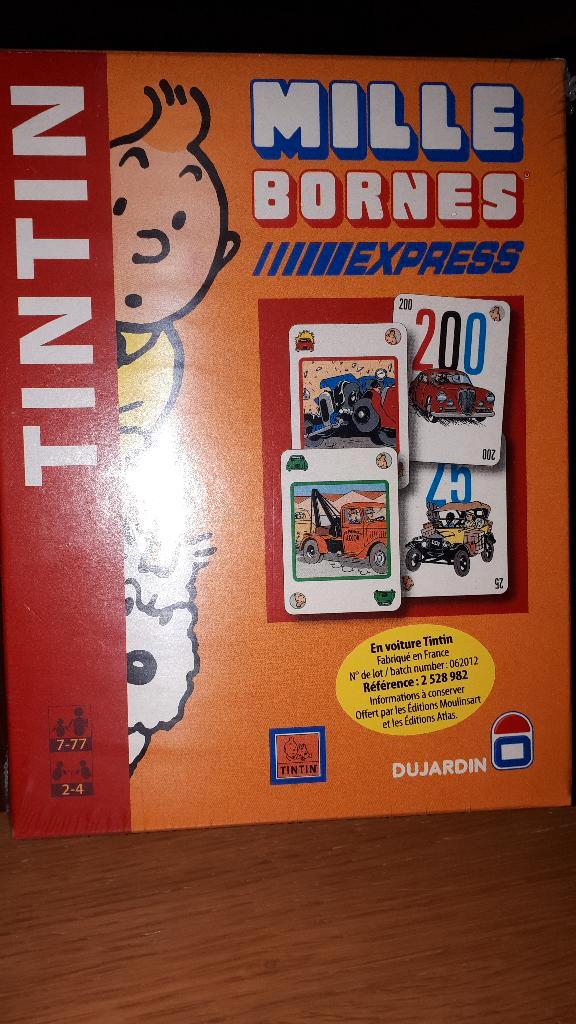 TINTIN
MILLE
BORNES®
EXPRESS
200
200
200
25
25
En voiture Tintin
Fabriqué en France
N° de lot / batch number: 062012
Référence : 2 528 982
Informations à conserver
Offert par les Éditions Moulinsart
et les Éditions Atlas.
7-77
2-4
TINTIN
DUJARDIN